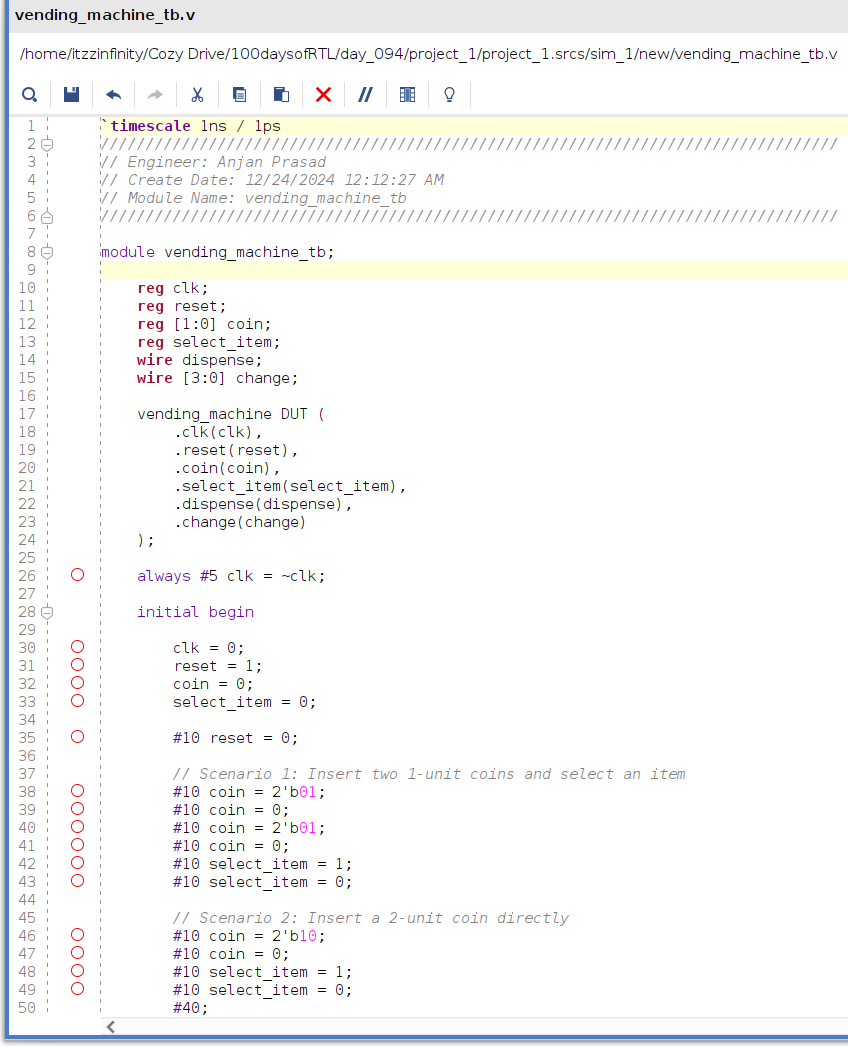 vending_machine_tb.v
/home/itzzinfinity/Cozy Drive/100daysofRTL/day_094/project_1/project_1.srcs/sim_1/new/vending_machine_tb.v
1 `timescale 1ns / 1ps
2 //////////////////////////////////////////////////////////////////////////////////
3 // Engineer: Anjan Prasad
4 // Create Date: 12/24/2024 12:12:27 AM
5 // Module Name: vending_machine_tb
6 //////////////////////////////////////////////////////////////////////////////////
7
8 module vending_machine_tb;
9
10 reg clk;
11 reg reset;
12 reg [1:0] coin;
13 reg select_item;
14 wire dispense;
15 wire [3:0] change;
16
17 vending_machine DUT (
18 .clk(clk),
19 .reset(reset),
20 .coin(coin),
21 .select_item(select_item),
22 .dispense(dispense),
23 .change(change)
24 );
25
26 always #5 clk = ~clk;
27
28 initial begin
29
30 clk = 0;
31 reset = 1;
32 coin = 0;
33 select_item = 0;
34
35 #10 reset = 0;
36
37 // Scenario 1: Insert two 1-unit coins and select an item
38 #10 coin = 2'b01;
39 #10 coin = 0;
40 #10 coin = 2'b01;
41 #10 coin = 0;
42 #10 select_item = 1;
43 #10 select_item = 0;
44
45 // Scenario 2: Insert a 2-unit coin directly
46 #10 coin = 2'b10;
47 #10 coin = 0;
48 #10 select_item = 1;
49 #10 select_item = 0;
50 #40;